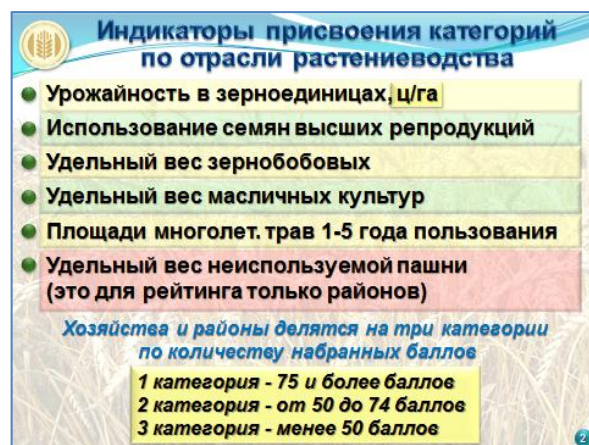 Индикаторы присвоения категорий
по отрасли растениеводства
Урожайность в зерноединицах, ц/га
Использование семян высших репродукций
Удельный вес зернобобовых
Удельный вес масличных культур
Площади многолет. трав 1-5 года пользования
Удельный вес неиспользуемой пашни
(это для рейтинга только районов)
Хозяйства и районы делятся на три категории
по количеству набранных баллов
1 категория - 75 и более баллов
2 категория - от 50 до 74 баллов
3 категория - менее 50 баллов
2